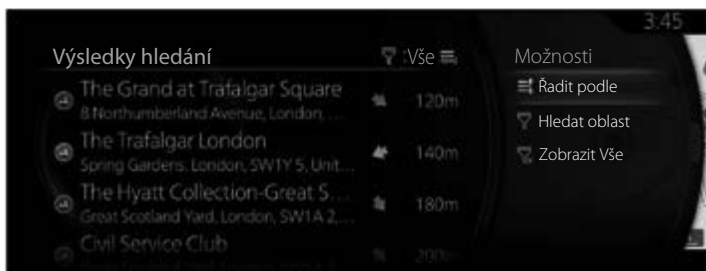 3:45
Výsledky hledání
:Vše
The Grand at Trafalgar Square
8 Northumberland Avenue, London, ...
120m
The Trafalgar London
Spring Gardens, London, SW1Y 5, Unit...
140m
The Hyatt Collection-Great S...
Great Scotland Yard, London, SW1A 2, ...
180m
Civil Service Club
200m
Možnosti
Řadit podle
Hledat oblast
Zobrazit Vše